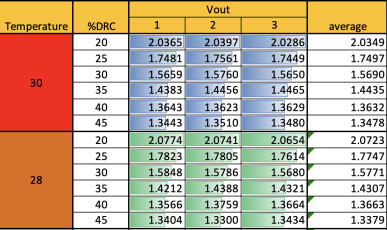 Vout
Temperature %DRC 1 2 3 average
20 2.0365 2.0397 2.0286 2.0349
25 1.7481 1.7561 1.7449 1.7497
30 1.5659 1.5760 1.5650 1.5690
30
35 1.4383 1.4456 1.4465 1.4435
40 1.3643 1.3623 1.3629 1.3632
45 1.3443 1.3510 1.3480 1.3478
20 2.0774 2.0741 2.0654 2.0723
25 1.7823 1.7805 1.7614 1.7747
30 1.5848 1.5786 1.5680 1.5771
28
35 1.4212 1.4388 1.4321 1.4307
40 1.3566 1.3759 1.3664 1.3663
45 1.3404 1.3300 1.3434 1.3379